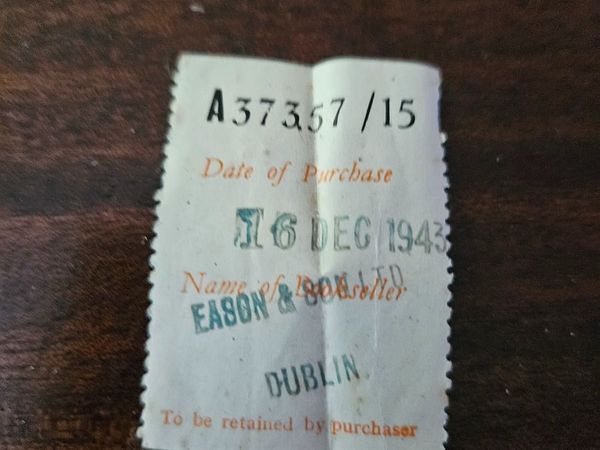 A37357/15
Date of Purchase
16 DEC 1943
Name of Bookseller
EASON & SON LTD
DUBLIN.
To be retained by purchaser